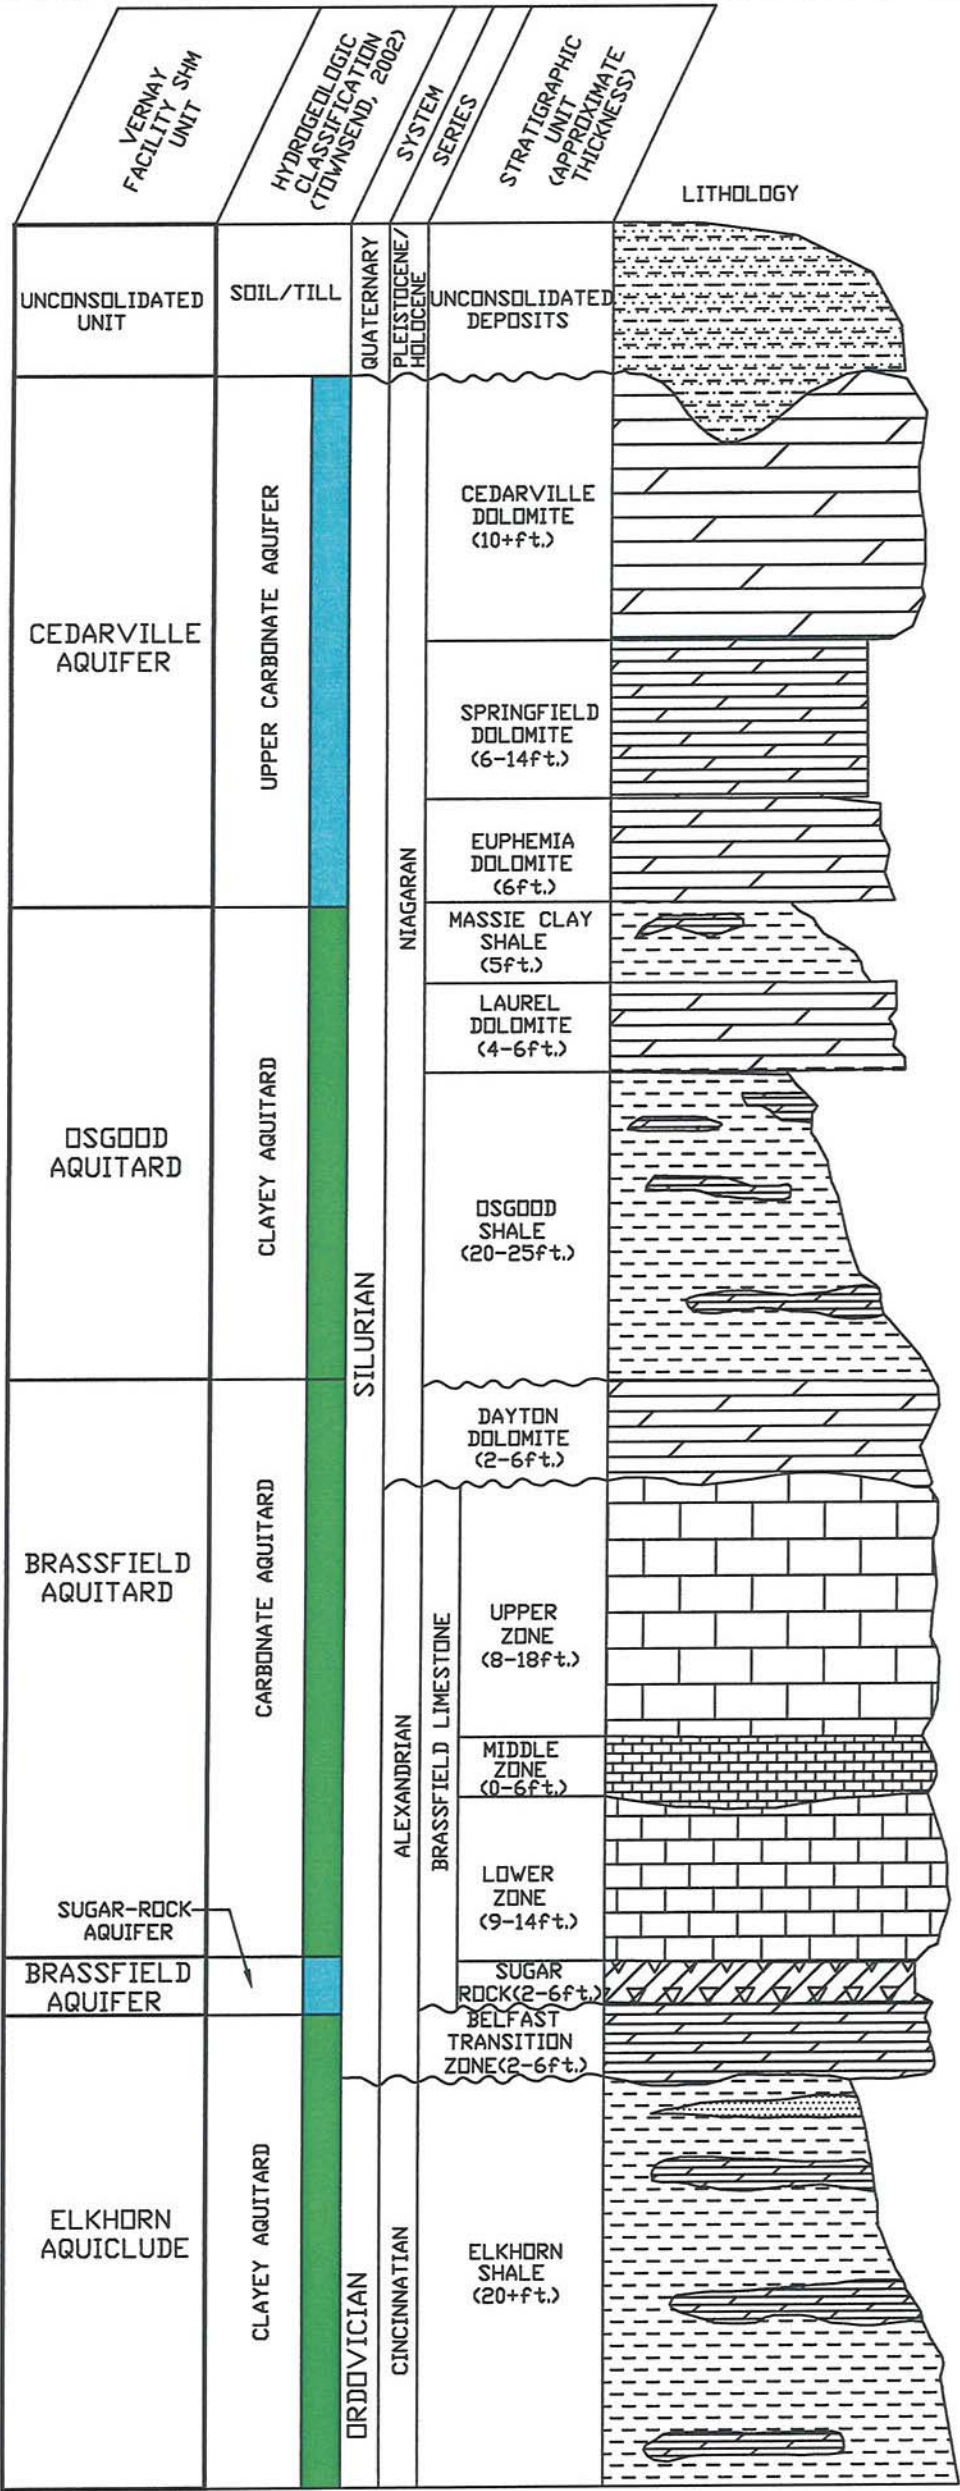 VERNAY
FACILITY SHM
UNIT
HYDROGEOLOGIC
CLASSIFICATION
(TOWNSEND, 2002)
SYSTEM
SERIES
STRATIGRAPHIC
UNIT
(APPROXIMATE
THICKNESS)
LITHOLOGY
UNCONSOLIDATED
UNIT
SOIL/TILL
QUATERNARY
PLEISTOCENE/
HOLOCENE
UNCONSOLIDATED
DEPOSITS
CEDARVILLE
AQUIFER
UPPER CARBONATE AQUIFER
SILURIAN
NIAGARAN
CEDARVILLE
DOLOMITE
(10+ft.)
SPRINGFIELD
DOLOMITE
(6-14ft.)
EUPHEMIA
DOLOMITE
(6ft.)
OSGOOD
AQUITARD
CLAYEY AQUITARD
MASSIE CLAY
SHALE
(5ft.)
LAUREL
DOLOMITE
(4-6ft.)
OSGOOD
SHALE
(20-25ft.)
BRASSFIELD
AQUITARD
CARBONATE AQUITARD
DAYTON
DOLOMITE
(2-6ft.)
ALEXANDRIAN
BRASSFIELD LIMESTONE
UPPER
ZONE
(8-18ft.)
MIDDLE
ZONE
(0-6ft.)
LOWER
ZONE
(9-14ft.)
SUGAR-ROCK
AQUIFER
BRASSFIELD
AQUIFER
SUGAR
ROCK(2-6ft.)
BELFAST
TRANSITION
ZONE(2-6ft.)
ELKHORN
AQUICLUDE
CLAYEY AQUITARD
ORDOVICIAN
CINCINNATIAN
ELKHORN
SHALE
(20+ft.)